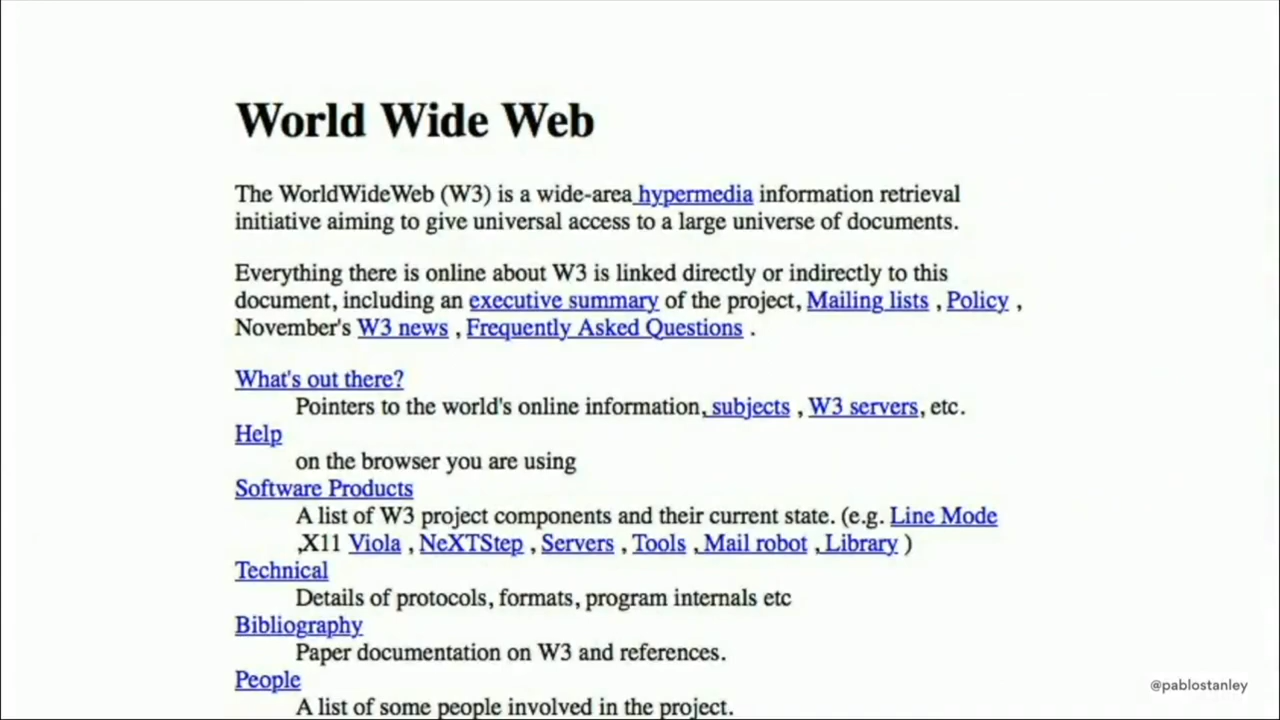 World Wide Web
The WorldWideWeb (W3) is a wide-area hypermedia information retrieval
initiative aiming to give universal access to a large universe of documents.
Everything there is online about W3 is linked directly or indirectly to this
document, including an executive summary of the project, Mailing lists , Policy ,
November's W3 news , Frequently Asked Questions .
What's out there?
Pointers to the world's online information, subjects , W3 servers, etc.
Help
on the browser you are using
Software Products
A list of W3 project components and their current state. (e.g. Line Mode
,X11 Viola , NeXTStep , Servers , Tools , Mail robot , Library )
Technical
Details of protocols, formats, program internals etc
Bibliography
Paper documentation on W3 and references.
People
A list of some people involved in the project.
@pablostanley